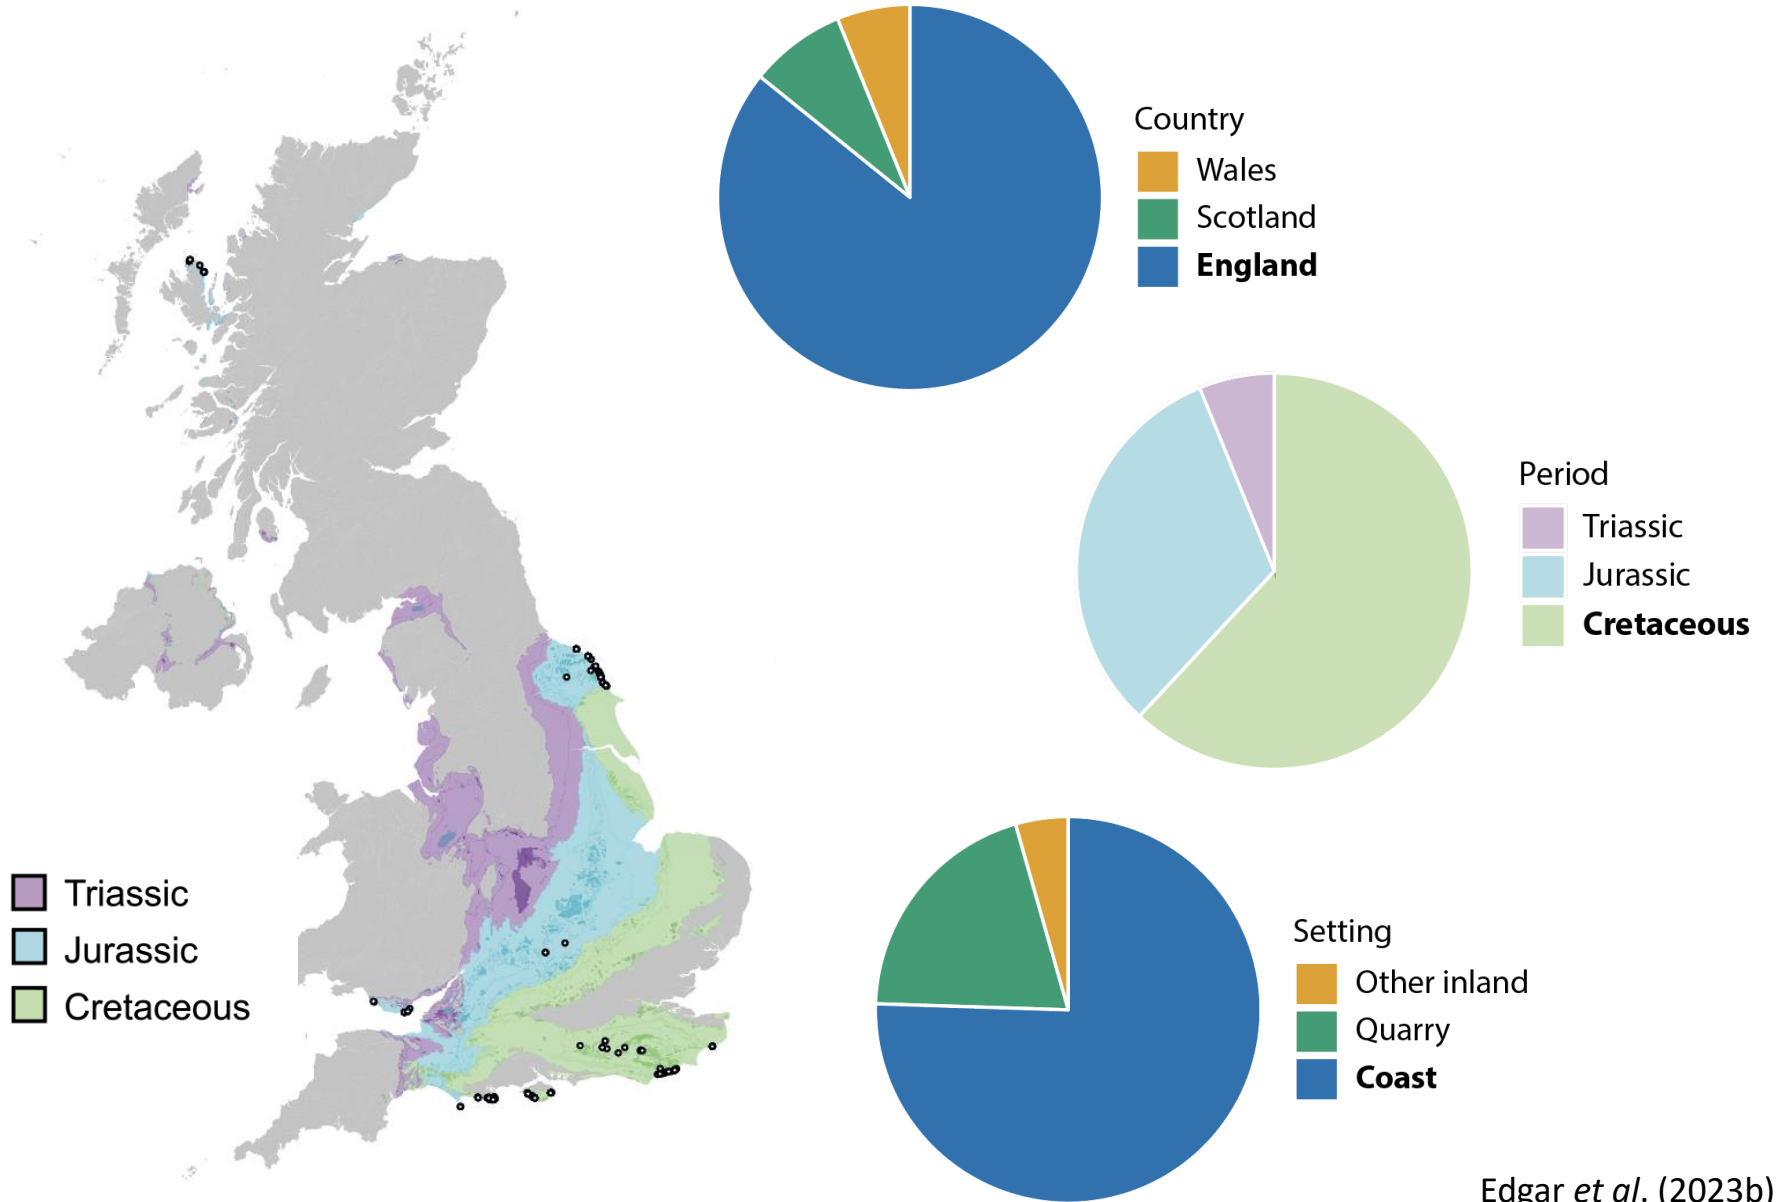 Country
Wales
Scotland
England
Period
Triassic
Jurassic
Cretaceous
Triassic
Jurassic
Cretaceous
Setting
Other inland
Quarry
Coast
Edgar et al. (2023b)